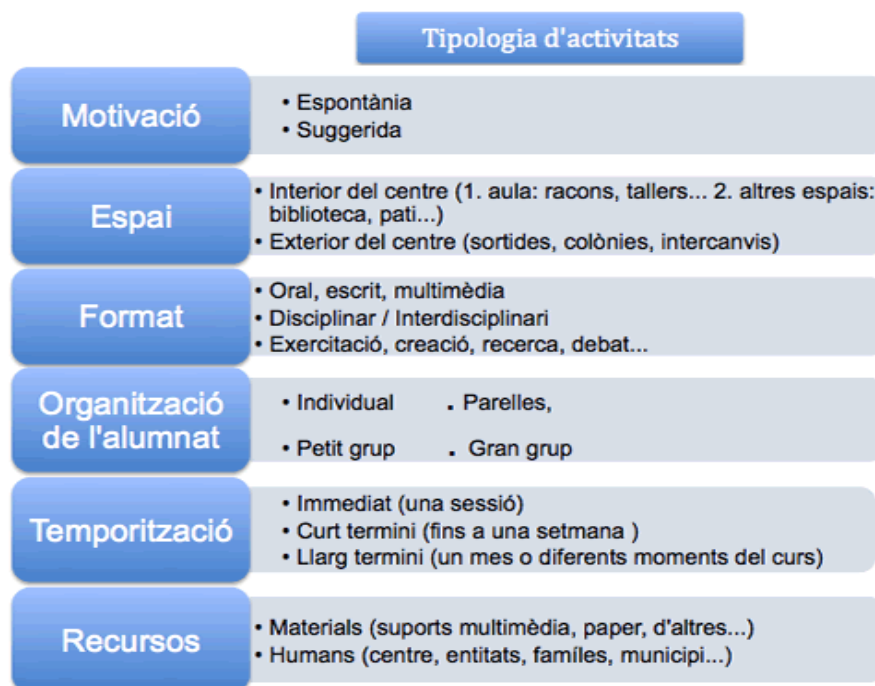 Tipologia d'activitats
Motivació
• Espontània
• Suggerida
Espai
• Interior del centre (1. aula: racons, tallers... 2. altres espais:
biblioteca, pati...)
• Exterior del centre (sortides, colònies, intercanvis)
Format
• Oral, escrit, multimèdia
• Disciplinar / Interdisciplinari
• Exercitació, creació, recerca, debat...
Organització
de l'alumnat
• Individual . Parelles,
• Petit grup . Gran grup
Temporització
• Immediat (una sessió)
• Curt termini (fins a una setmana )
• Llarg termini (un mes o diferents moments del curs)
Recursos
• Materials (suports multimèdia, paper, d'altres...)
• Humans (centre, entitats, famíles, municipi...)